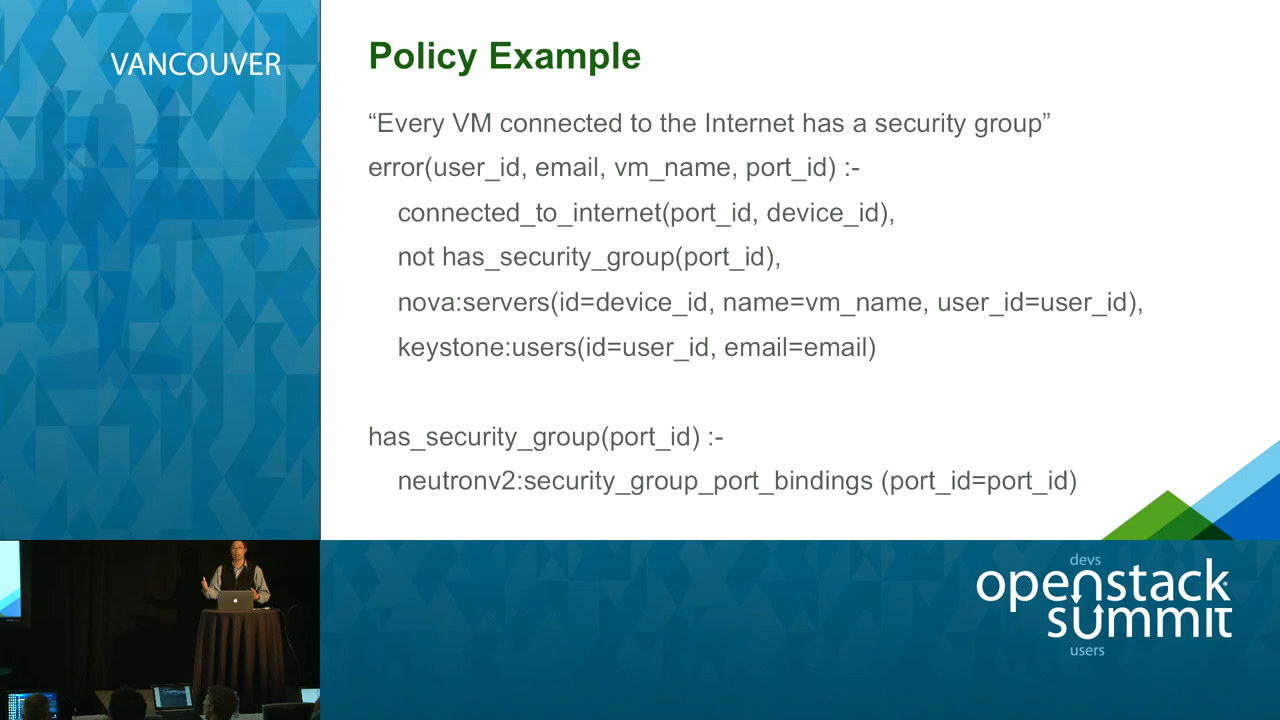 VANCOUVER
Policy Example
“Every VM connected to the Internet has a security group”
error(user_id, email, vm_name, port_id) :-
connected_to_internet(port_id, device_id),
not has_security_group(port_id),
nova:servers(id=device_id, name=vm_name, user_id=user_id),
keystone:users(id=user_id, email=email)
has_security_group(port_id) :-
neutronv2:security_group_port_bindings (port_id=port_id)
devs
openstack
summit
users